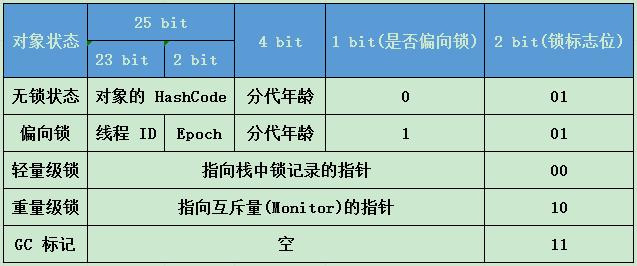 对象状态 25 bit 4 bit 1 bit(是否偏向锁) 2 bit(锁标志位)
23 bit 2 bit
无锁状态 对象的 HashCode 分代年龄 0 01
偏向锁 线程 ID Epoch 分代年龄 1 01
轻量级锁 指向栈中锁记录的指针 00
重量级锁 指向互斥量(Monitor)的指针 10
GC 标记 空 11